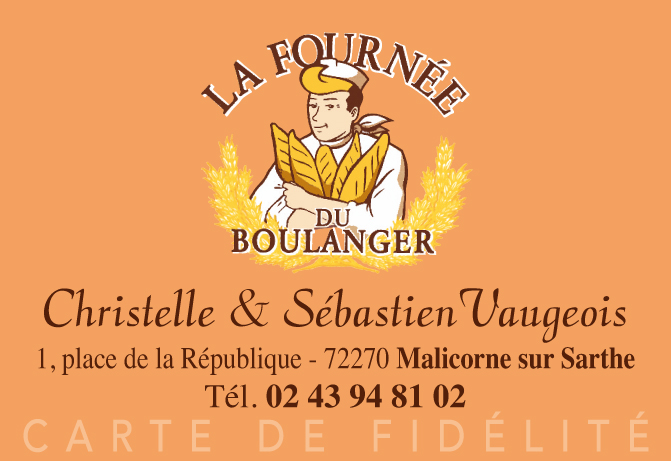 LA FOURNÉE
DU
BOULANGER
Christelle & Sébastien Vaugeois
1, place de la République - 72270 Malicorne sur Sarthe
Tél. 02 43 94 81 02
CARTE DE FIDÉLITÉ